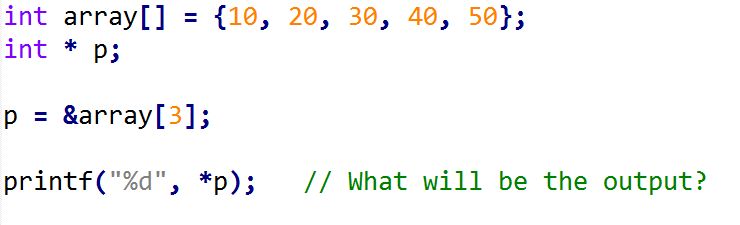 int array[] = {10, 20, 30, 40, 50};
int * p;
p = &array[3];
printf("%d", *p);   // What will be the output?